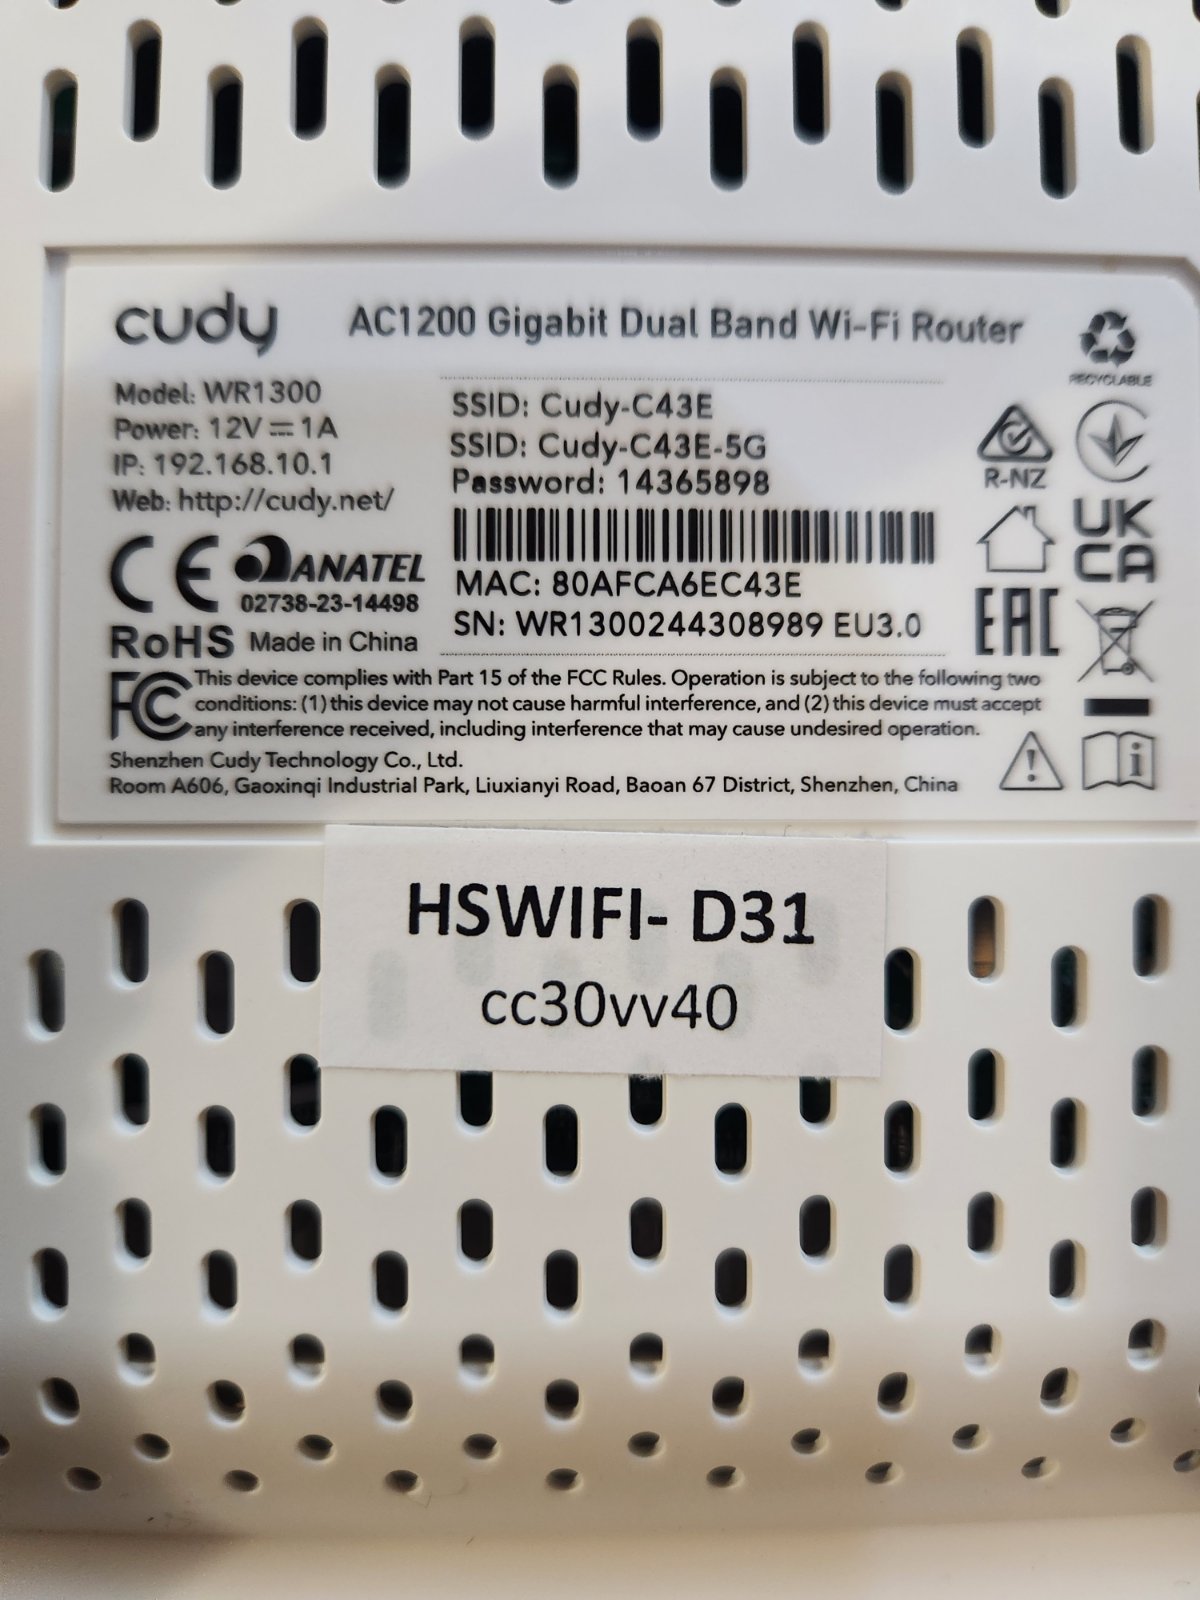 cudy AC1200 Gigabit Dual Band Wi-Fi Router
RECYCLABLE
Model: WR1300
Power: 12V⎓1A
IP: 192.168.10.1
Web: http://cudy.net/
SSID: Cudy-C43E
SSID: Cudy-C43E-5G
Password: 14365898
R-NZ
UK
CA
CE ANATEL
02738-23-14498
MAC: 80AFCA6EC43E
SN: WR1300244308989 EU3.0
EAC
RoHS Made in China
FC This device complies with Part 15 of the FCC Rules. Operation is subject to the following two
conditions: (1) this device may not cause harmful interference, and (2) this device must accept
any interference received, including interference that may cause undesired operation.
Shenzhen Cudy Technology Co., Ltd.
Room A606, Gaoxinqi Industrial Park, Liuxianyi Road, Baoan 67 District, Shenzhen, China
HSWIFI- D31
cc30vv40